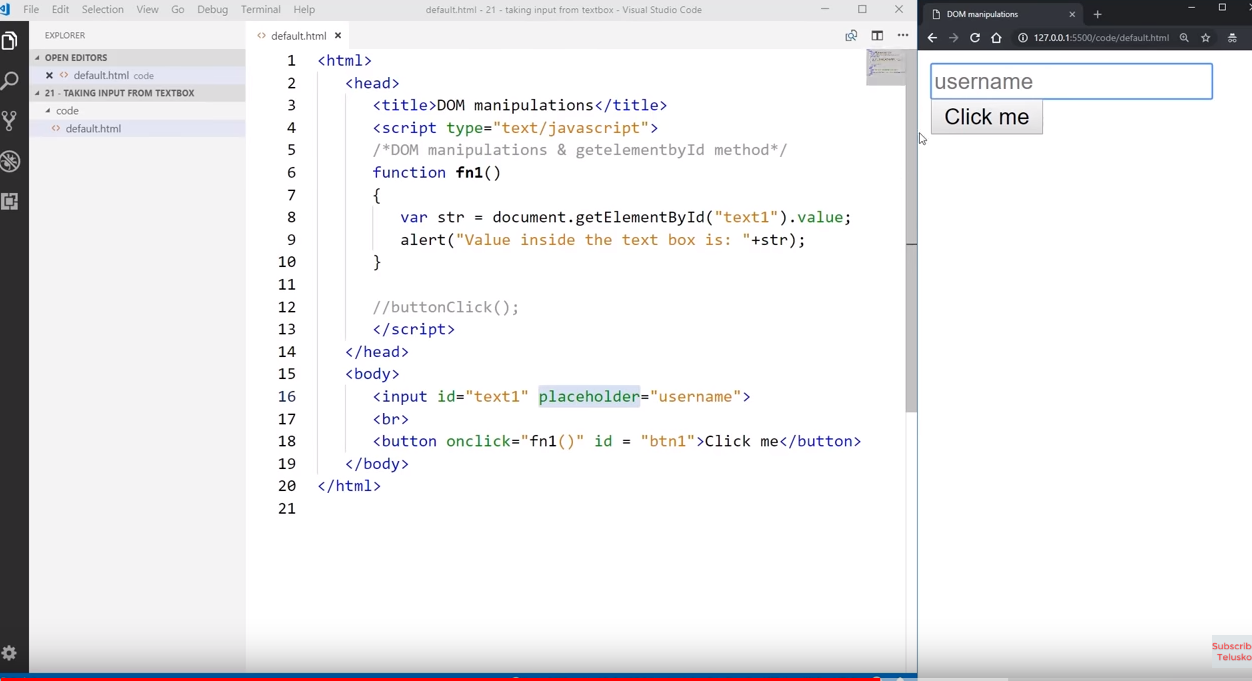 File Edit Selection View Go Debug Terminal Help default.html - 21 - taking input from textbox - Visual Studio Code
EXPLORER
OPEN EDITORS
default.html code
21 - TAKING INPUT FROM TEXTBOX
code
default.html
default.html
1 <html>
2 <head>
3 <title>DOM manipulations</title>
4 <script type="text/javascript">
5 /*DOM manipulations & getelementbyId method*/
6 function fn1()
7 {
8 var str = document.getElementById("text1").value;
9 alert("Value inside the text box is: "+str);
10 }
11
12 //buttonClick();
13 </script>
14 </head>
15 <body>
16 <input id="text1" placeholder="username">
17 <br>
18 <button onclick="fn1()" id = "btn1">Click me</button>
19 </body>
20 </html>
21
DOM manipulations
127.0.0.1:5500/code/default.html
username
Click me
Subscrib
Telusko